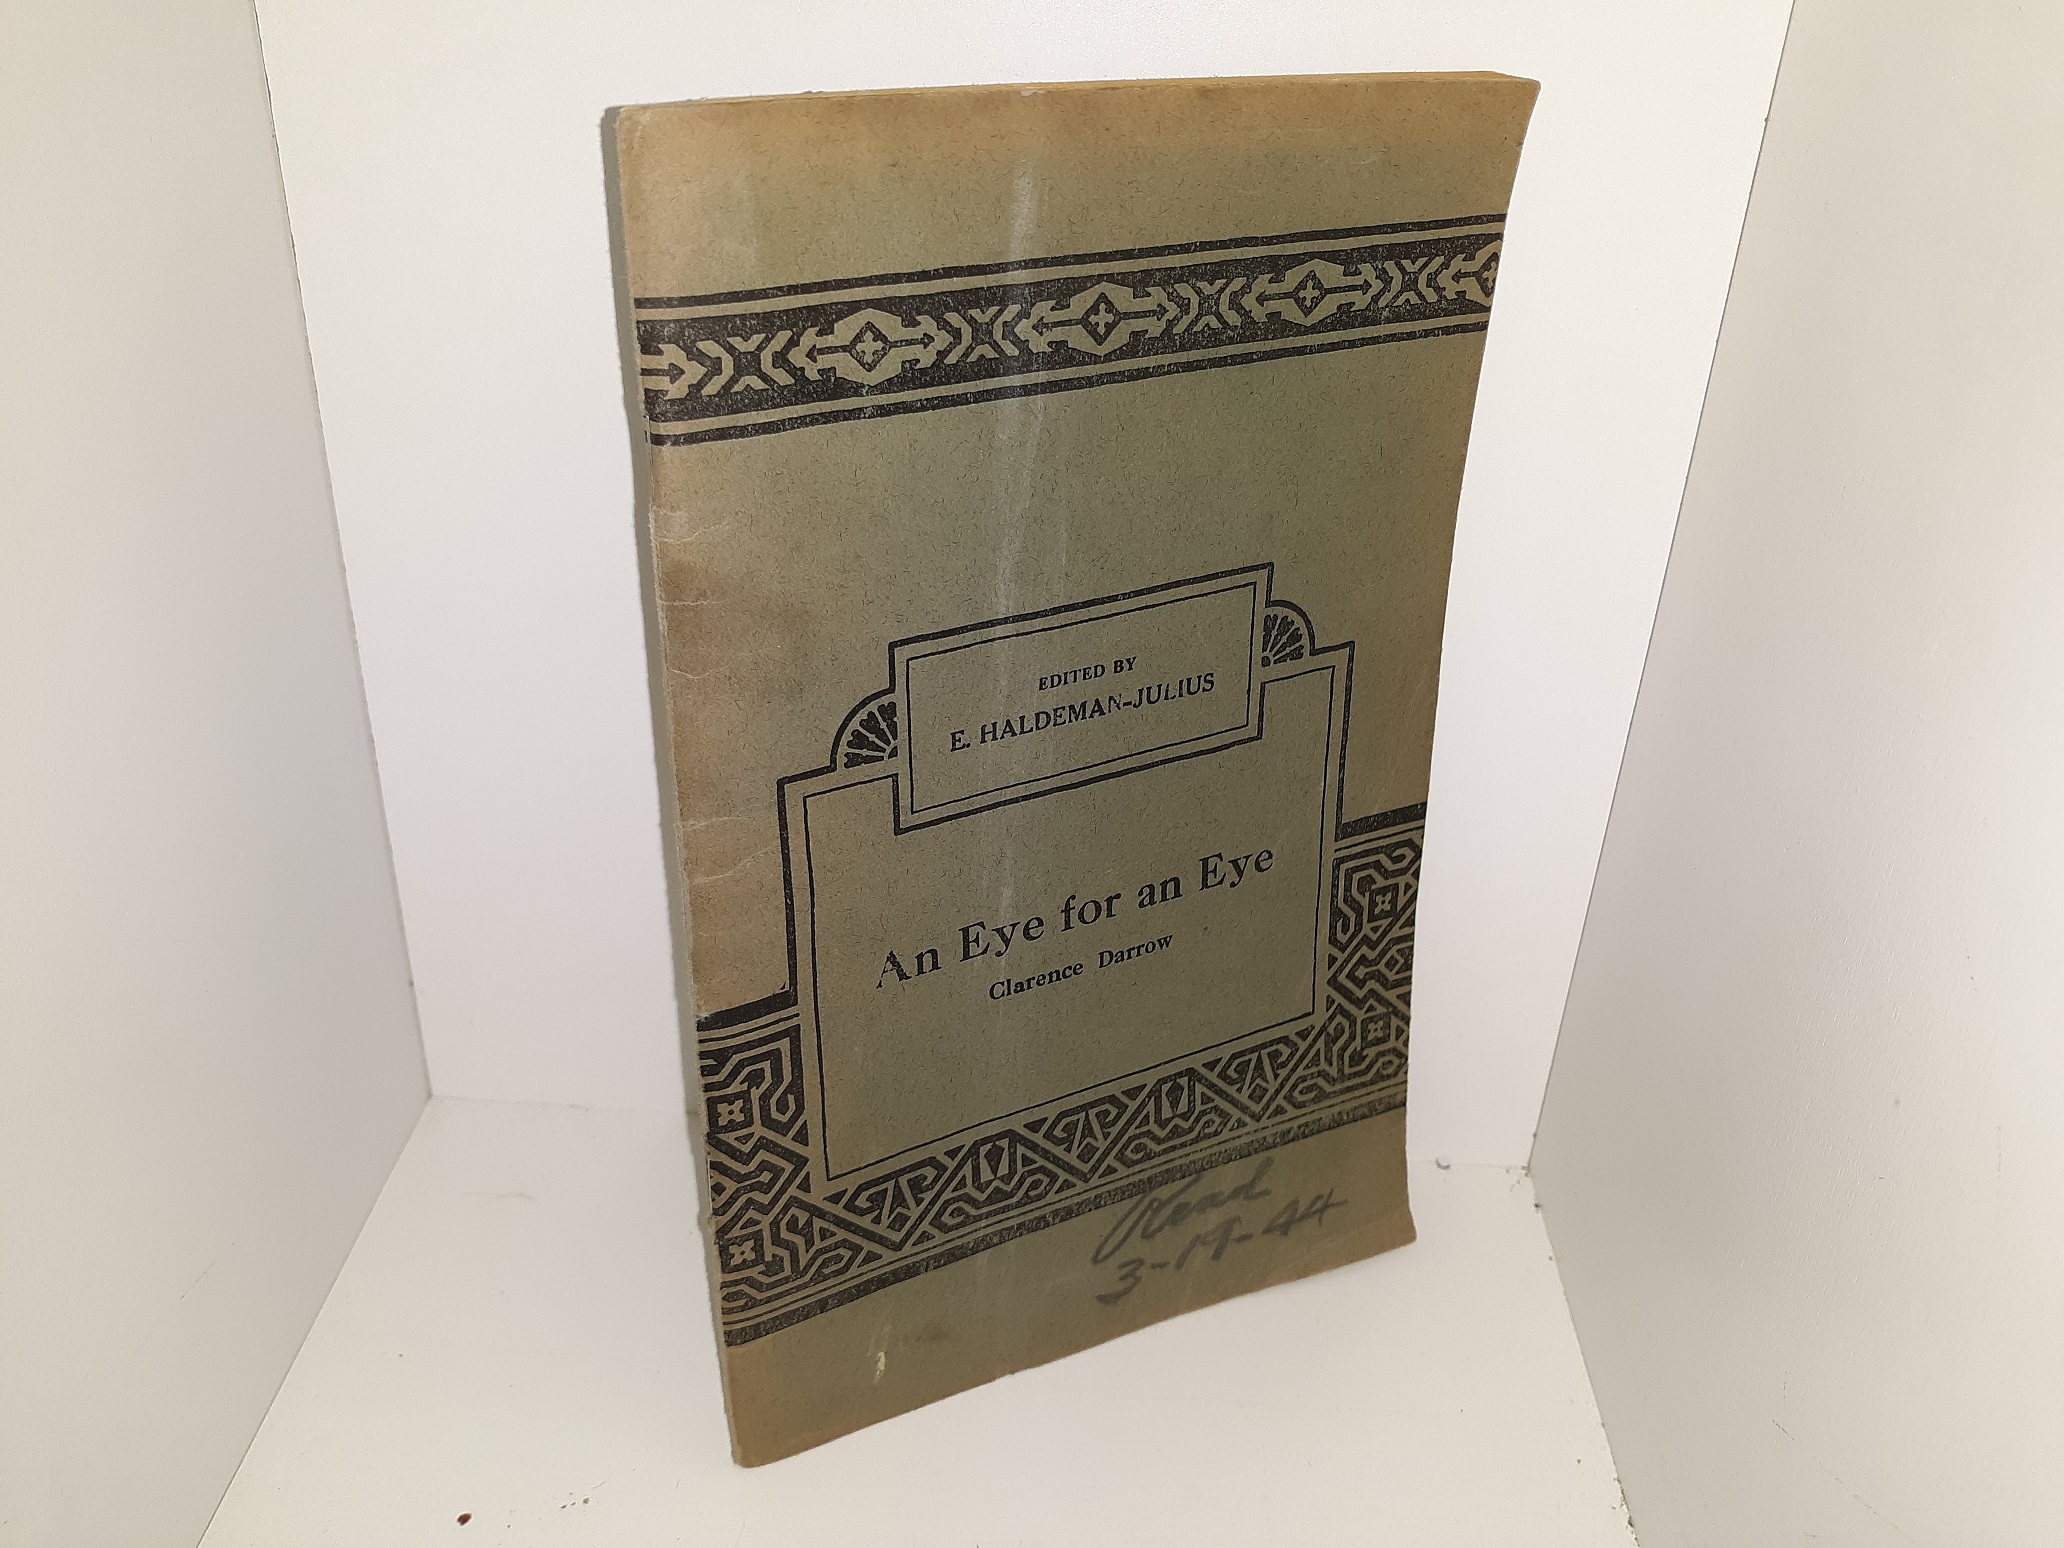 EDITED BY
E. HALDEMAN-JULIUS
An Eye for an Eye
Clarence Darrow
Read
3-19-44